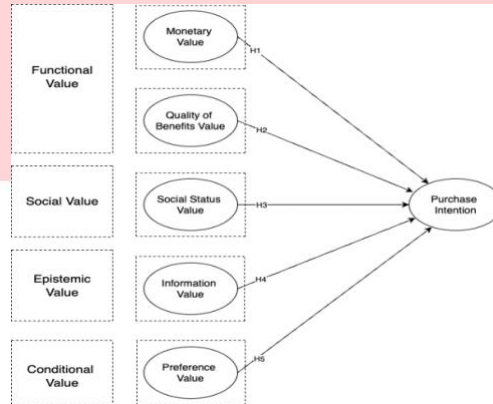 Functional
Value
Monetary
Value
H1
Quality of
Benefits Value
H2
Social Value
Social Status
Value
H3
Purchase
Intention
Epistemic
Value
Information
Value
H4
Conditional
Value
Preference
Value
H5